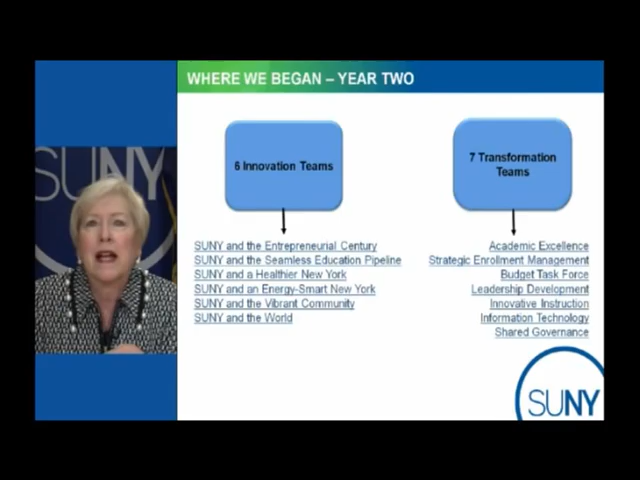 WHERE WE BEGAN – YEAR TWO
6 Innovation Teams
SUNY and the Entrepreneurial Century
SUNY and the Seamless Education Pipeline
SUNY and a Healthier New York
SUNY and an Energy-Smart New York
SUNY and the Vibrant Community
SUNY and the World
7 Transformation
Teams
Academic Excellence
Strategic Enrollment Management
Budget Task Force
Leadership Development
Innovative Instruction
Information Technology
Shared Governance
SUNY
SUNY